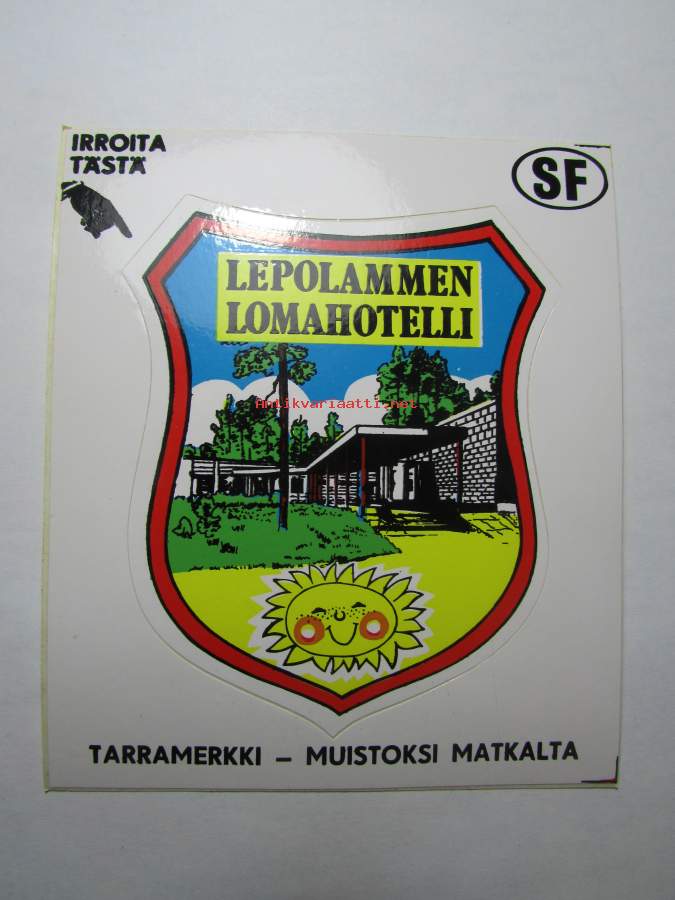 IRROITA
TÄSTÄ
SF
LEPOLAMMEN
LOMAHOTELLI
Antikvariaatti.net
TARRAMERKKI – MUISTOKSI MATKALTA